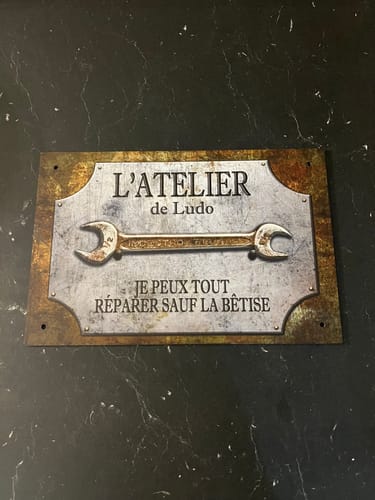 L'ATELIER
de Ludo
JE PEUX TOUT
RÉPARER SAUF LA BÊTISE